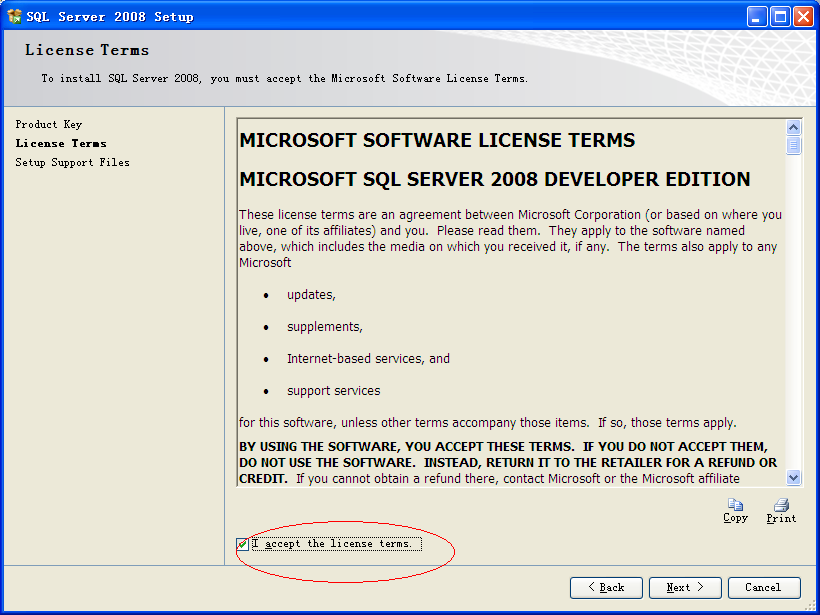 SQL Server 2008 Setup
License Terms
To install SQL Server 2008, you must accept the Microsoft Software License Terms.
Product Key
License Terms
Setup Support Files
MICROSOFT SOFTWARE LICENSE TERMS
MICROSOFT SQL SERVER 2008 DEVELOPER EDITION
These license terms are an agreement between Microsoft Corporation (or based on where you
live, one of its affiliates) and you.  Please read them.  They apply to the software named
above, which includes the media on which you received it, if any.  The terms also apply to any
Microsoft
• updates,
• supplements,
• Internet-based services, and
• support services
for this software, unless other terms accompany those items.  If so, those terms apply.
BY USING THE SOFTWARE, YOU ACCEPT THESE TERMS.  IF YOU DO NOT ACCEPT THEM,
DO NOT USE THE SOFTWARE.  INSTEAD, RETURN IT TO THE RETAILER FOR A REFUND OR
CREDIT.  If you cannot obtain a refund there, contact Microsoft or the Microsoft affiliate
Copy Print
I accept the license terms.
< Back Next > Cancel